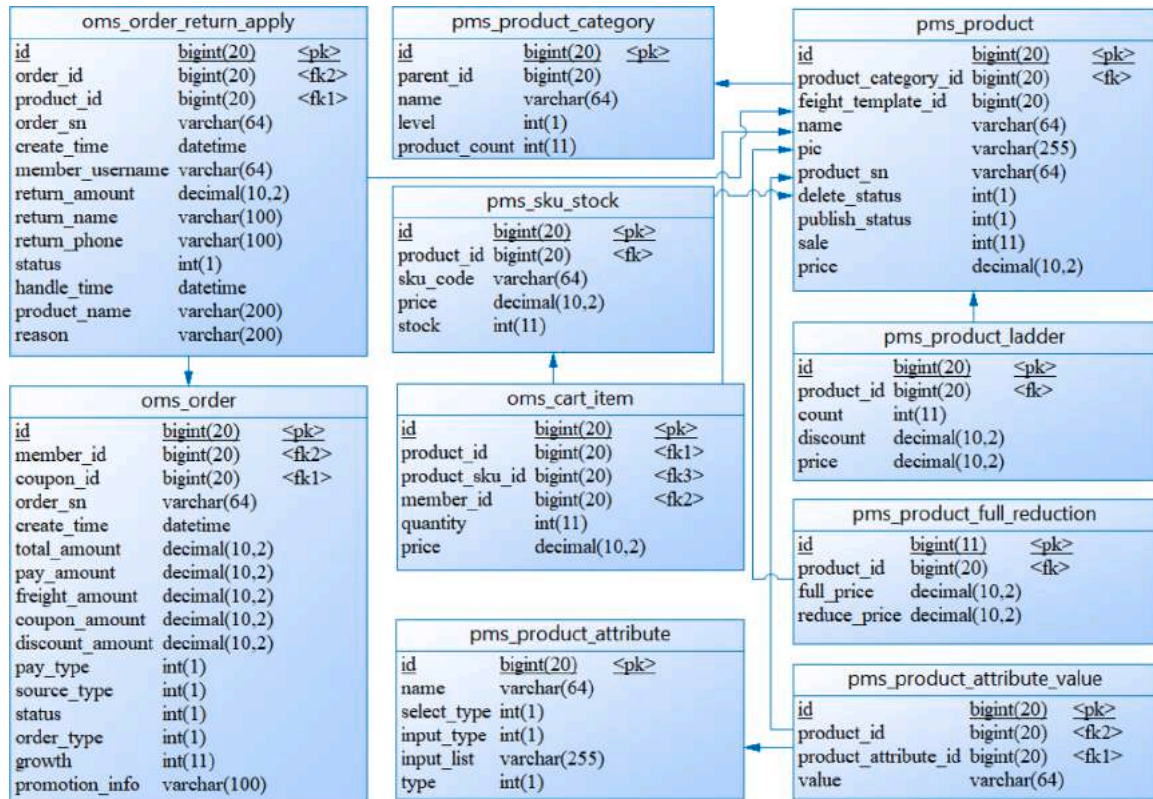 oms_order_return_apply
id bigint(20) <pk>
order_id bigint(20) <fk2>
product_id bigint(20) <fk1>
order_sn varchar(64)
create_time datetime
member_username varchar(64)
return_amount decimal(10,2)
return_name varchar(100)
return_phone varchar(100)
status int(1)
handle_time datetime
product_name varchar(200)
reason varchar(200)
oms_order
id bigint(20) <pk>
member_id bigint(20) <fk2>
coupon_id bigint(20) <fk1>
order_sn varchar(64)
create_time datetime
total_amount decimal(10,2)
pay_amount decimal(10,2)
freight_amount decimal(10,2)
coupon_amount decimal(10,2)
discount_amount decimal(10,2)
pay_type int(1)
source_type int(1)
status int(1)
order_type int(1)
growth int(11)
promotion_info varchar(100)
pms_product_category
id bigint(20) <pk>
parent_id bigint(20)
name varchar(64)
level int(1)
product_count int(11)
pms_sku_stock
id bigint(20) <pk>
product_id bigint(20) <fk>
sku_code varchar(64)
price decimal(10,2)
stock int(11)
oms_cart_item
id bigint(20) <pk>
product_id bigint(20) <fk1>
product_sku_id bigint(20) <fk3>
member_id bigint(20) <fk2>
quantity int(11)
price decimal(10,2)
pms_product_attribute
id bigint(20) <pk>
name varchar(64)
select_type int(1)
input_type int(1)
input_list varchar(255)
type int(1)
pms_product
id bigint(20) <pk>
product_category_id bigint(20) <fk>
feight_template_id bigint(20)
name varchar(64)
pic varchar(255)
product_sn varchar(64)
delete_status int(1)
publish_status int(1)
sale int(11)
price decimal(10,2)
pms_product_ladder
id bigint(20) <pk>
product_id bigint(20) <fk>
count int(11)
discount decimal(10,2)
price decimal(10,2)
pms_product_full_reduction
id bigint(11) <pk>
product_id bigint(20) <fk>
full_price decimal(10,2)
reduce_price decimal(10,2)
pms_product_attribute_value
id bigint(20) <pk>
product_id bigint(20) <fk2>
product_attribute_id bigint(20) <fk1>
value varchar(64)